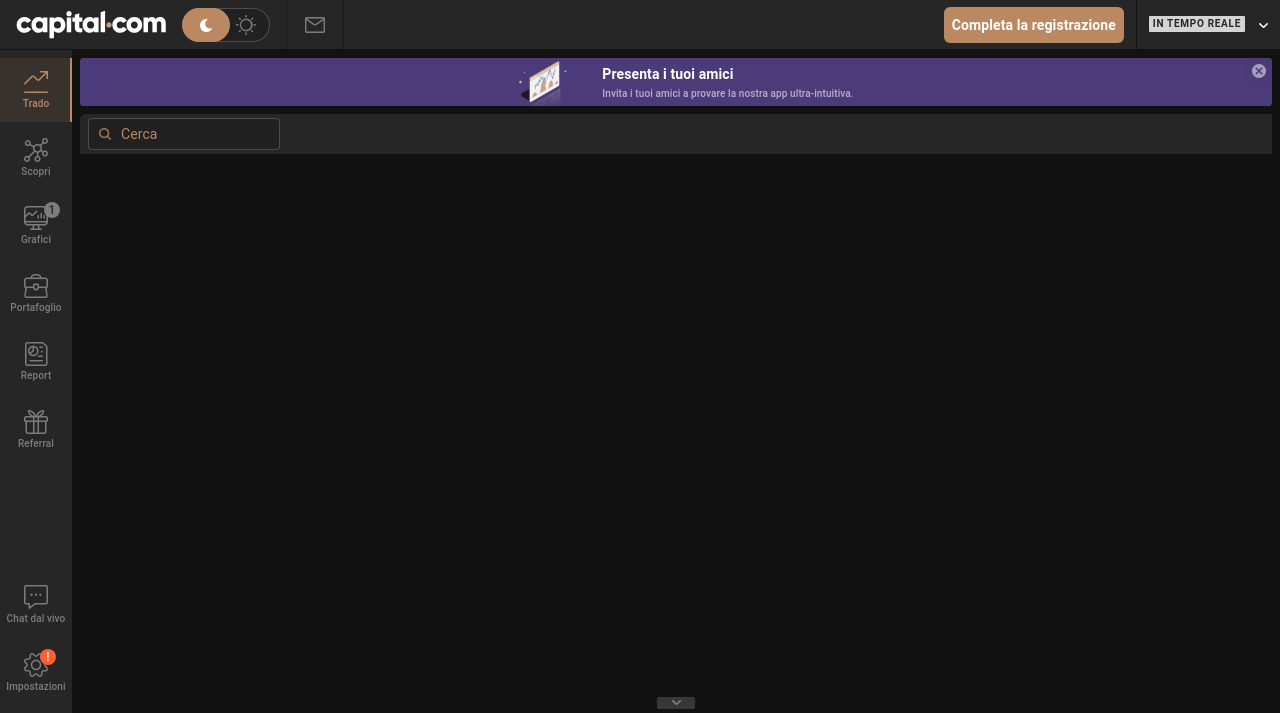 capital.com
Completa la registrazione
IN TEMPO REALE
Trado
Presenta i tuoi amici
Invita i tuoi amici a provare la nostra app ultra-intuitiva.
Cerca
Scopri
1
Grafici
Portafoglio
Report
Referral
Chat dal vivo
!
Impostazioni